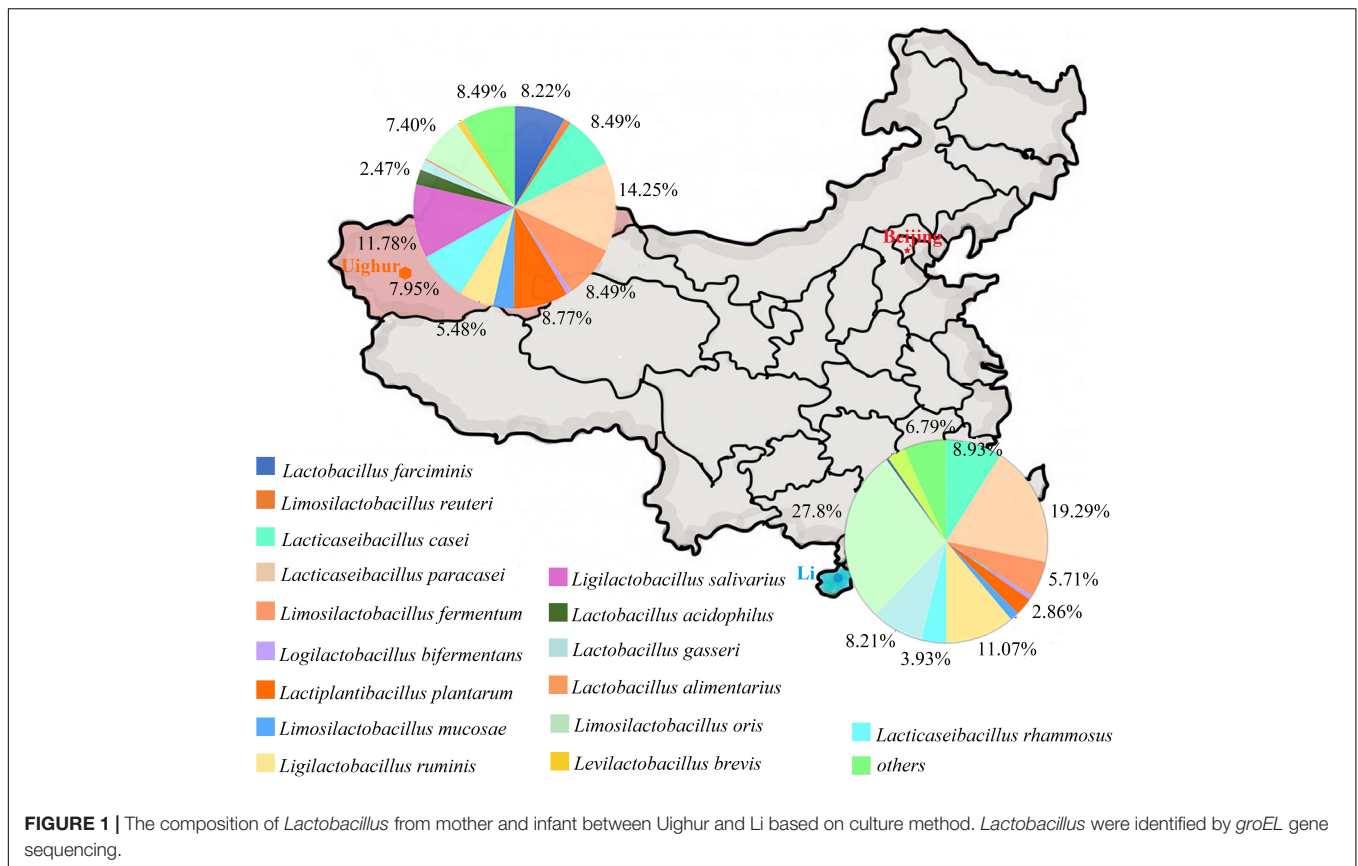 8.49%
8.22%
7.40%
8.49%
2.47%
14.25%
11.78%
Uighur
7.95%
8.49%
5.48%
8.77%
Beijing
6.79%
8.93%
27.8%
19.29%
Li
5.71%
2.86%
8.21%
3.93%
11.07%
Lactobacillus farciminis
Limosilactobacillus reuteri
Lacticaseibacillus casei
Lacticaseibacillus paracasei
Limosilactobacillus fermentum
Logilactobacillus bifermentans
Lactiplantibacillus plantarum
Limosilactobacillus mucosae
Ligilactobacillus ruminis
Ligilactobacillus salivarius
Lactobacillus acidophilus
Lactobacillus gasseri
Lactobacillus alimentarius
Limosilactobacillus oris
Levilactobacillus brevis
Lacticaseibacillus rhammosus
others
FIGURE 1 | The composition of Lactobacillus from mother and infant between Uighur and Li based on culture method. Lactobacillus were identified by groEL gene
sequencing.